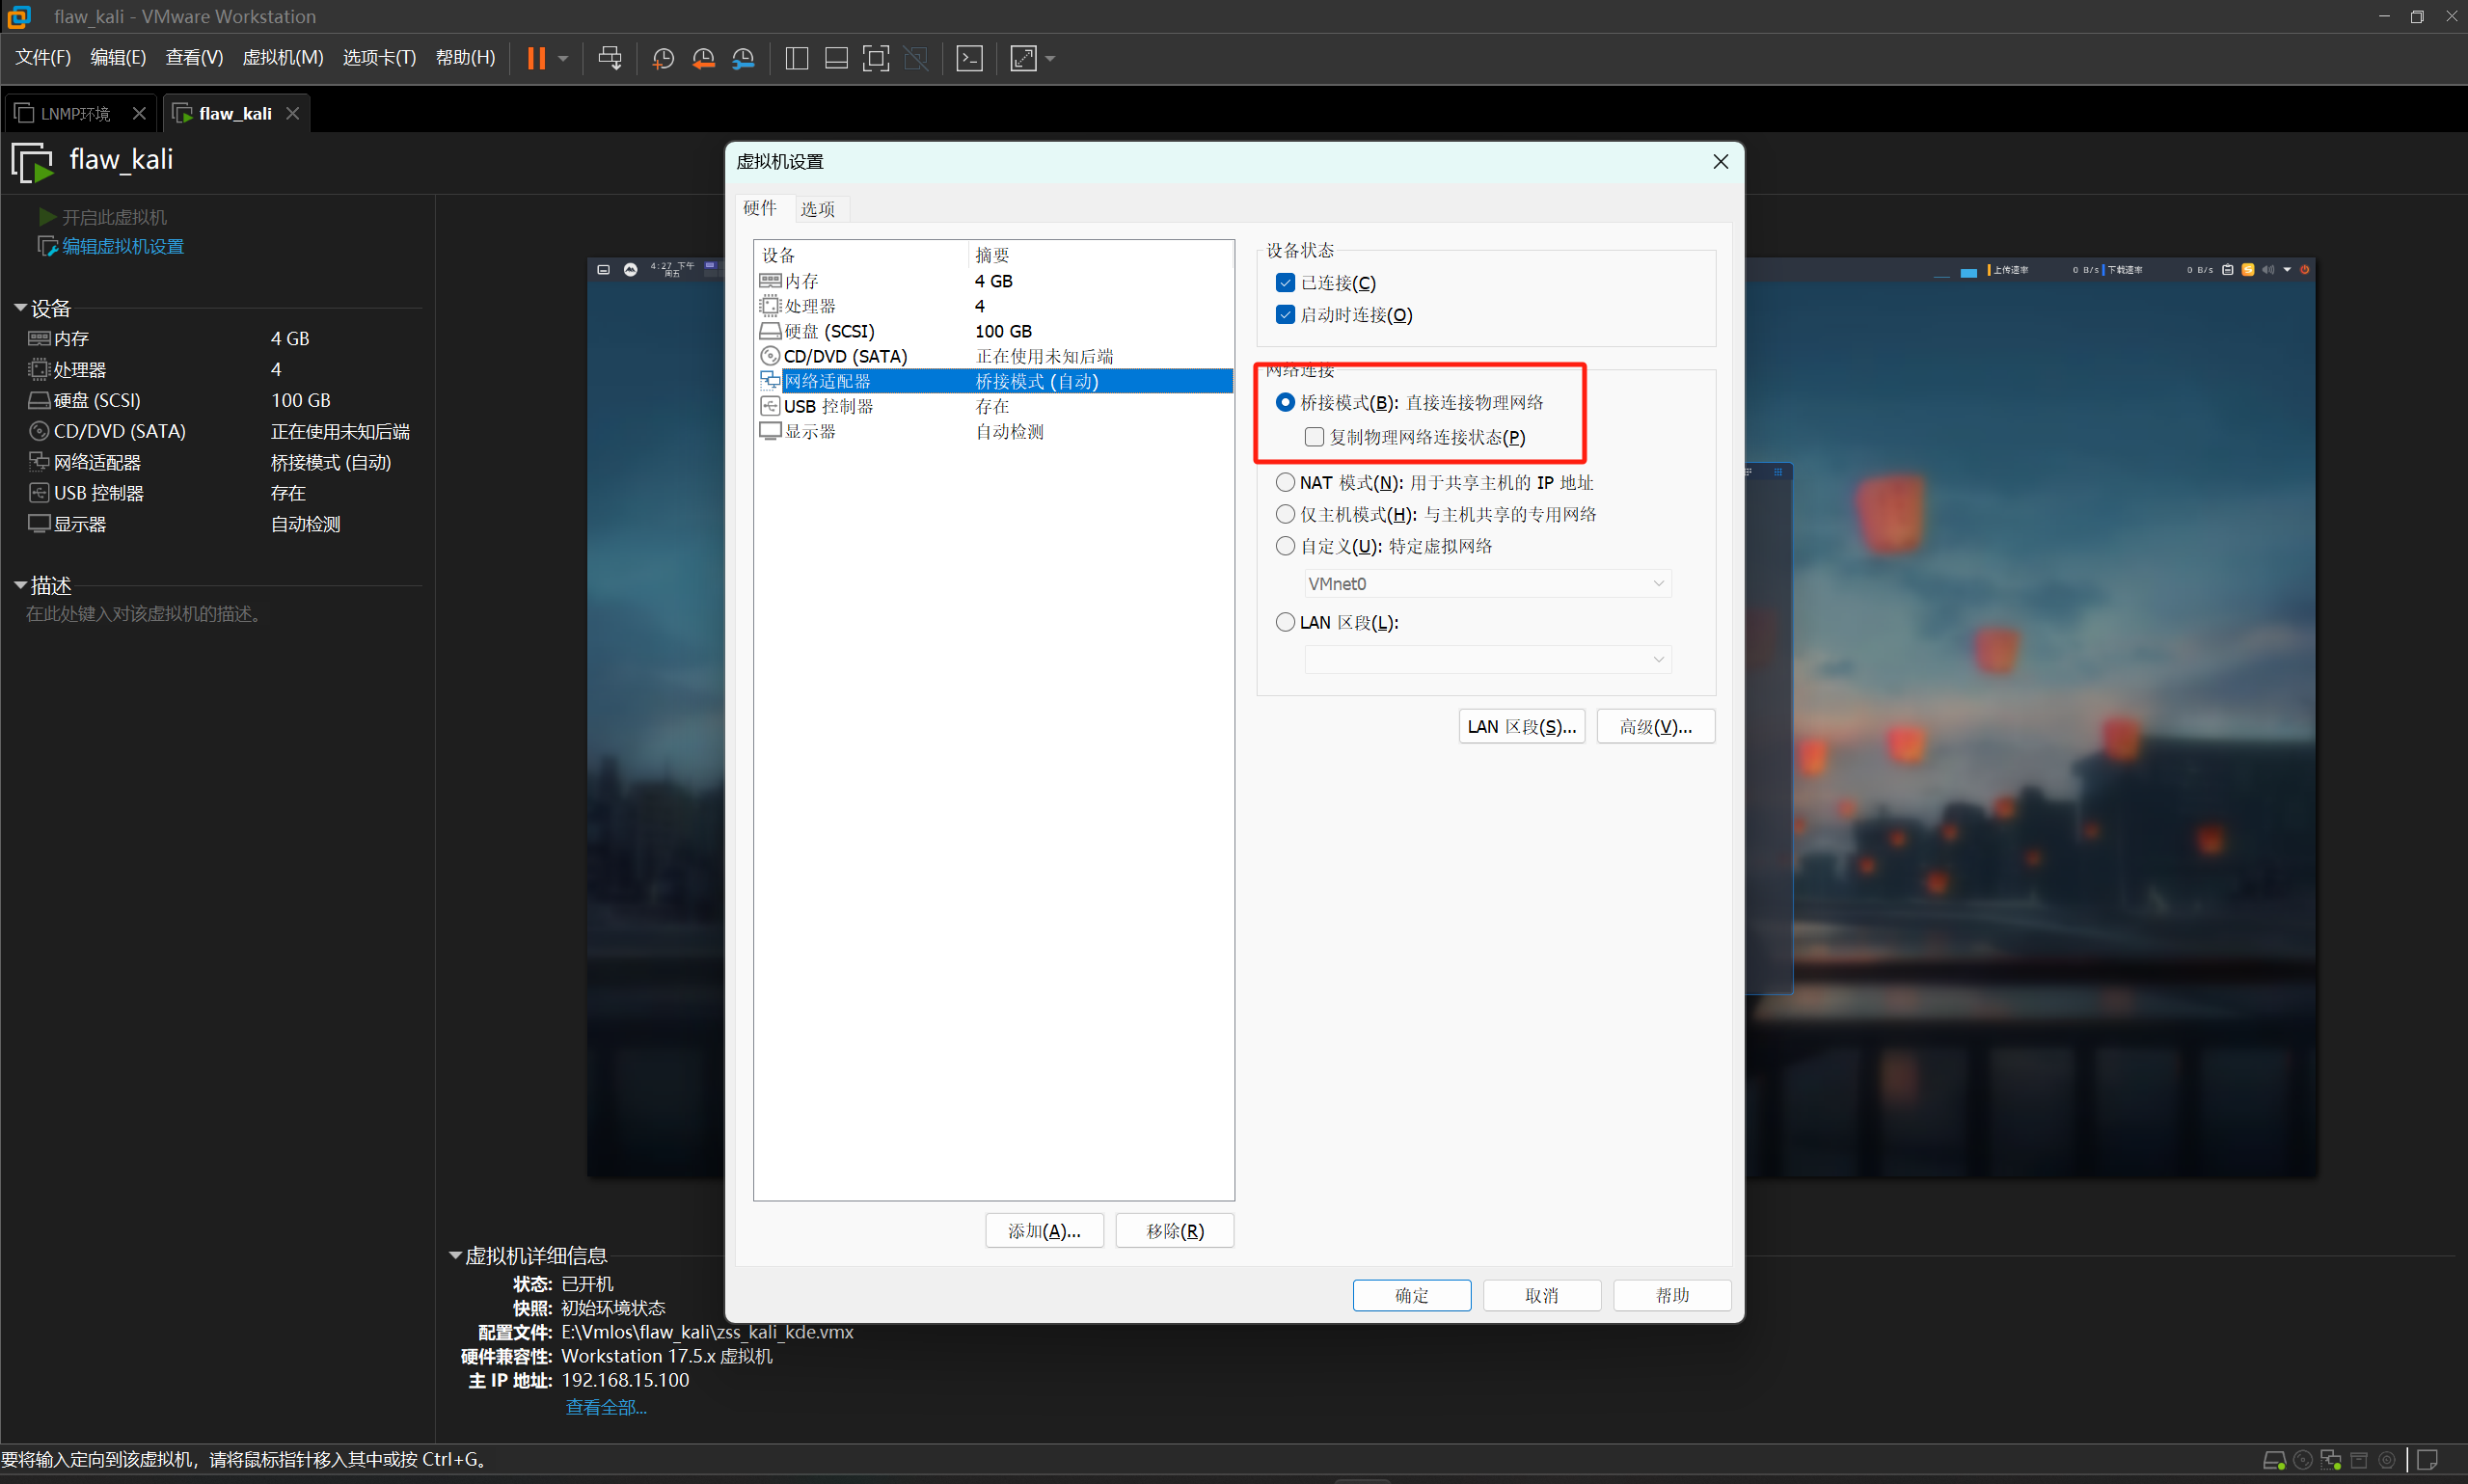 flaw_kali - VMware Workstation
文件(F) 编辑(E) 查看(V) 虚拟机(M) 选项卡(T) 帮助(H)
LNMP环境
flaw_kali
flaw_kali
开启此虚拟机
编辑虚拟机设置
设备
内存 4 GB
处理器 4
硬盘 (SCSI) 100 GB
CD/DVD (SATA) 正在使用未知后端
网络适配器 桥接模式 (自动)
USB 控制器 存在
显示器 自动检测
描述
在此处键入对该虚拟机的描述。
4:27 下午
周五
上传速率 0 B/s 下载速率 0 B/s
虚拟机设置
硬件 选项
设备 摘要
内存 4 GB
处理器 4
硬盘 (SCSI) 100 GB
CD/DVD (SATA) 正在使用未知后端
网络适配器 桥接模式 (自动)
USB 控制器 存在
显示器 自动检测
添加(A)... 移除(R)
设备状态
已连接(C)
启动时连接(O)
网络连接
桥接模式(B): 直接连接物理网络
复制物理网络连接状态(P)
NAT 模式(N): 用于共享主机的 IP 地址
仅主机模式(H): 与主机共享的专用网络
自定义(U): 特定虚拟网络
VMnet0
LAN 区段(L):
LAN 区段(S)... 高级(V)...
确定 取消 帮助
虚拟机详细信息
状态: 已开机
快照: 初始环境状态
配置文件: E:\Vmlos\flaw_kali\zss_kali_kde.vmx
硬件兼容性: Workstation 17.5.x 虚拟机
主 IP 地址: 192.168.15.100
查看全部...
要将输入定向到该虚拟机，请将鼠标指针移入其中或按 Ctrl+G。